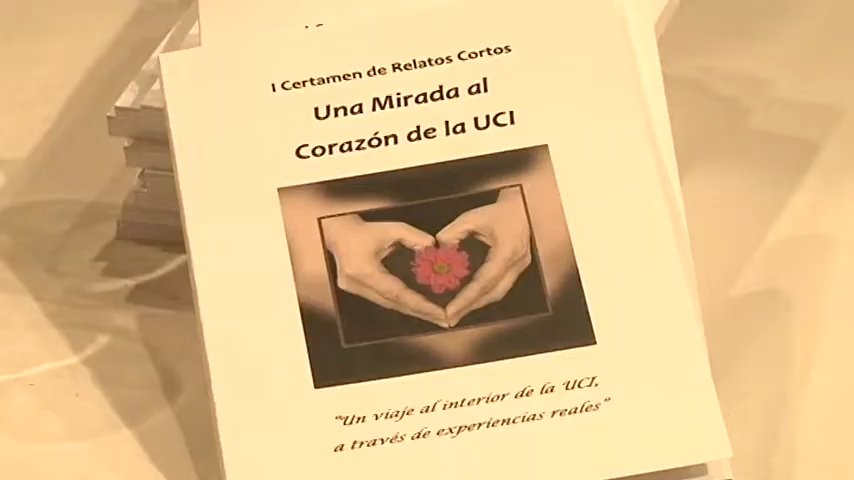 I Certamen de Relatos Cortos
Una Mirada al
Corazón de la UCI
"Un viaje al interior de la UCI,
a través de experiencias reales"